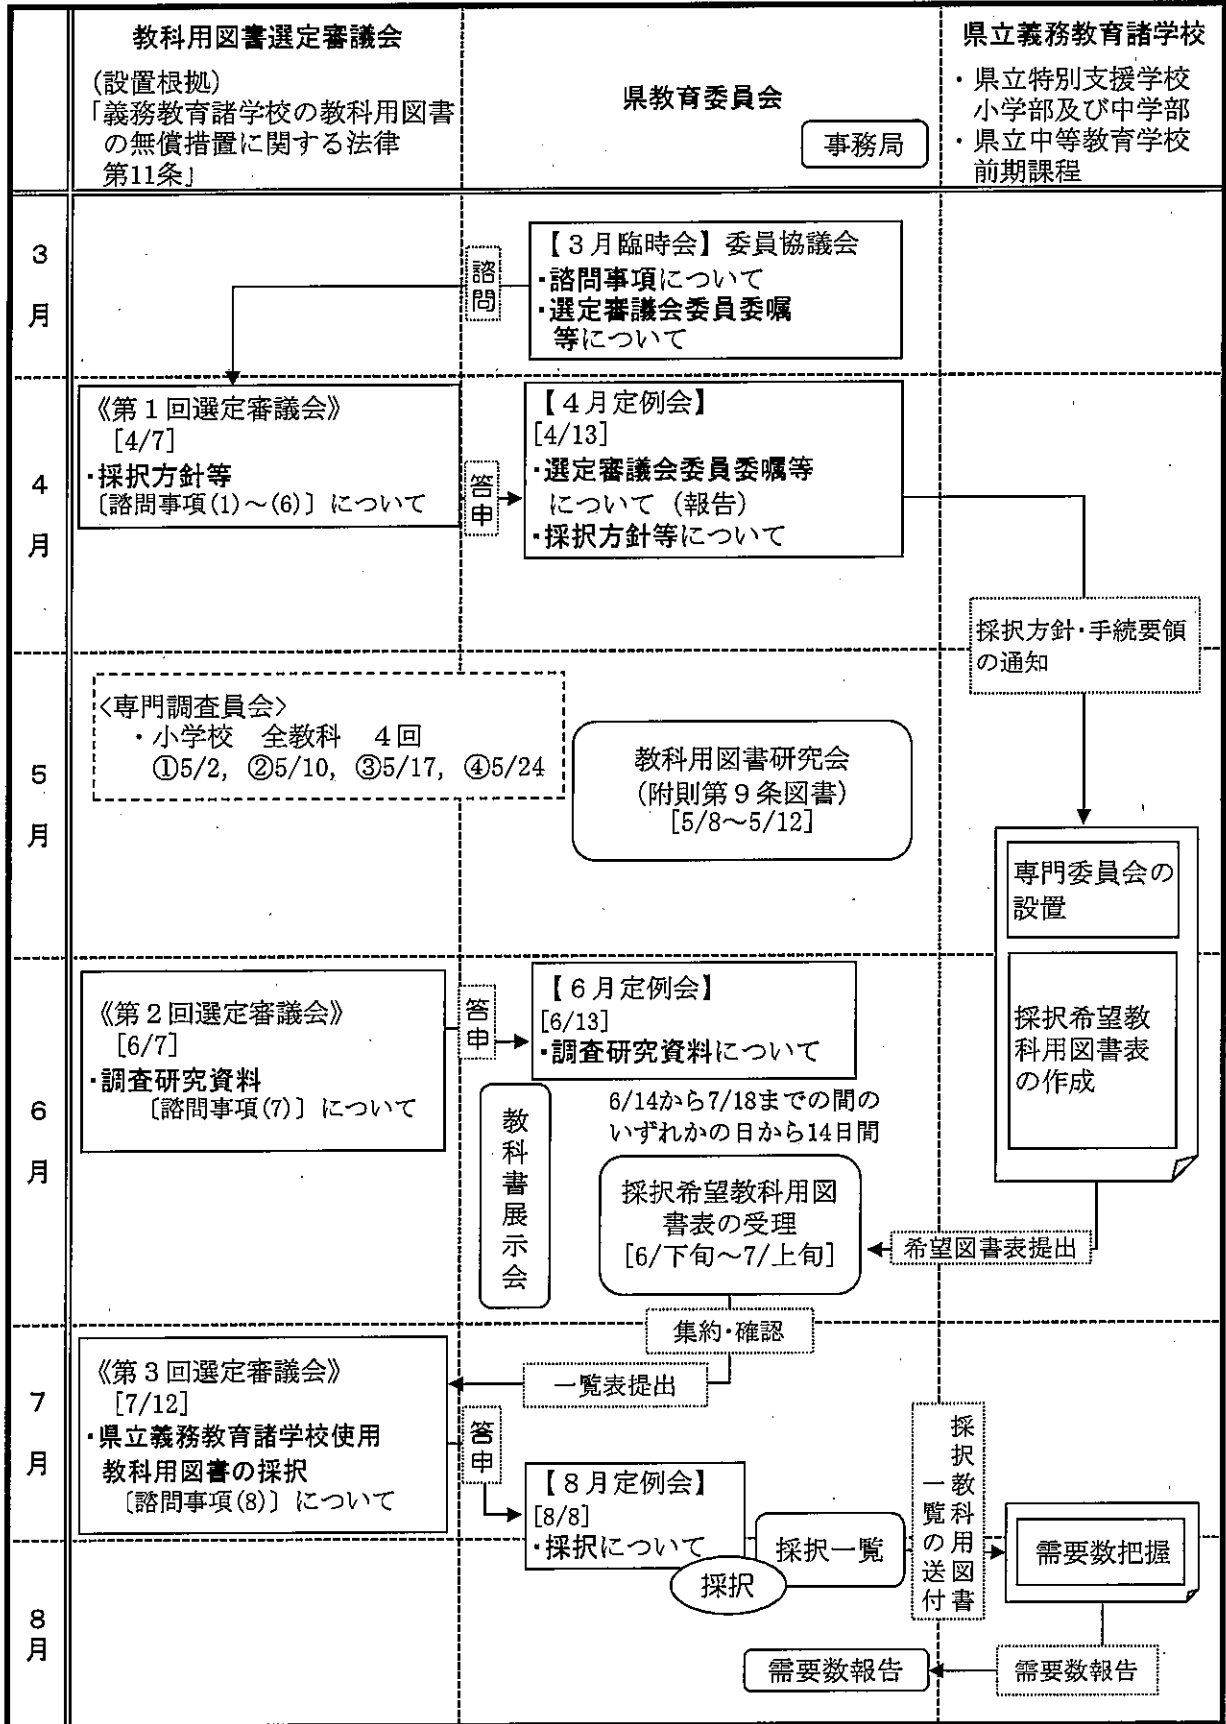 教科用図書選定審議会
(設置根拠)
「義務教育諸学校の教科用図書
の無償措置に関する法律
第11条」
県教育委員会
事務局
県立義務教育諸学校
・県立特別支援学校
小学部及び中学部
・県立中等教育学校
前期課程
3
月
諮問
【3月臨時会】委員協議会
・諮問事項について
・選定審議会委員委嘱
等について
4
月
《第1回選定審議会》
[4/7]
・採択方針等
〔諮問事項(1)～(6)〕について
答申
【4月定例会】
[4/13]
・選定審議会委員委嘱等
について(報告)
・採択方針等について
採択方針・手続要領
の通知
5
月
<専門調査員会>
・小学校 全教科 4回
①5/2, ②5/10, ③5/17, ④5/24
教科用図書研究会
(附則第9条図書)
[5/8～5/12]
専門委員会の
設置
採択希望教
科用図書表
の作成
6
月
《第2回選定審議会》
[6/7]
・調査研究資料
〔諮問事項(7)〕について
答申
【6月定例会】
[6/13]
・調査研究資料について
教科書展示会
6/14から7/18までの間の
いずれかの日から14日間
採択希望教科用図
書表の受理
[6/下旬～7/上旬]
希望図書表提出
集約・確認
7
月
《第3回選定審議会》
[7/12]
・県立義務教育諸学校使用
教科用図書の採択
〔諮問事項(8)〕について
一覧表提出
答申
【8月定例会】
[8/8]
・採択について
採択
採択一覧
採択教科用図書
一覧の送付
需要数把握
8
月
需要数報告
需要数報告